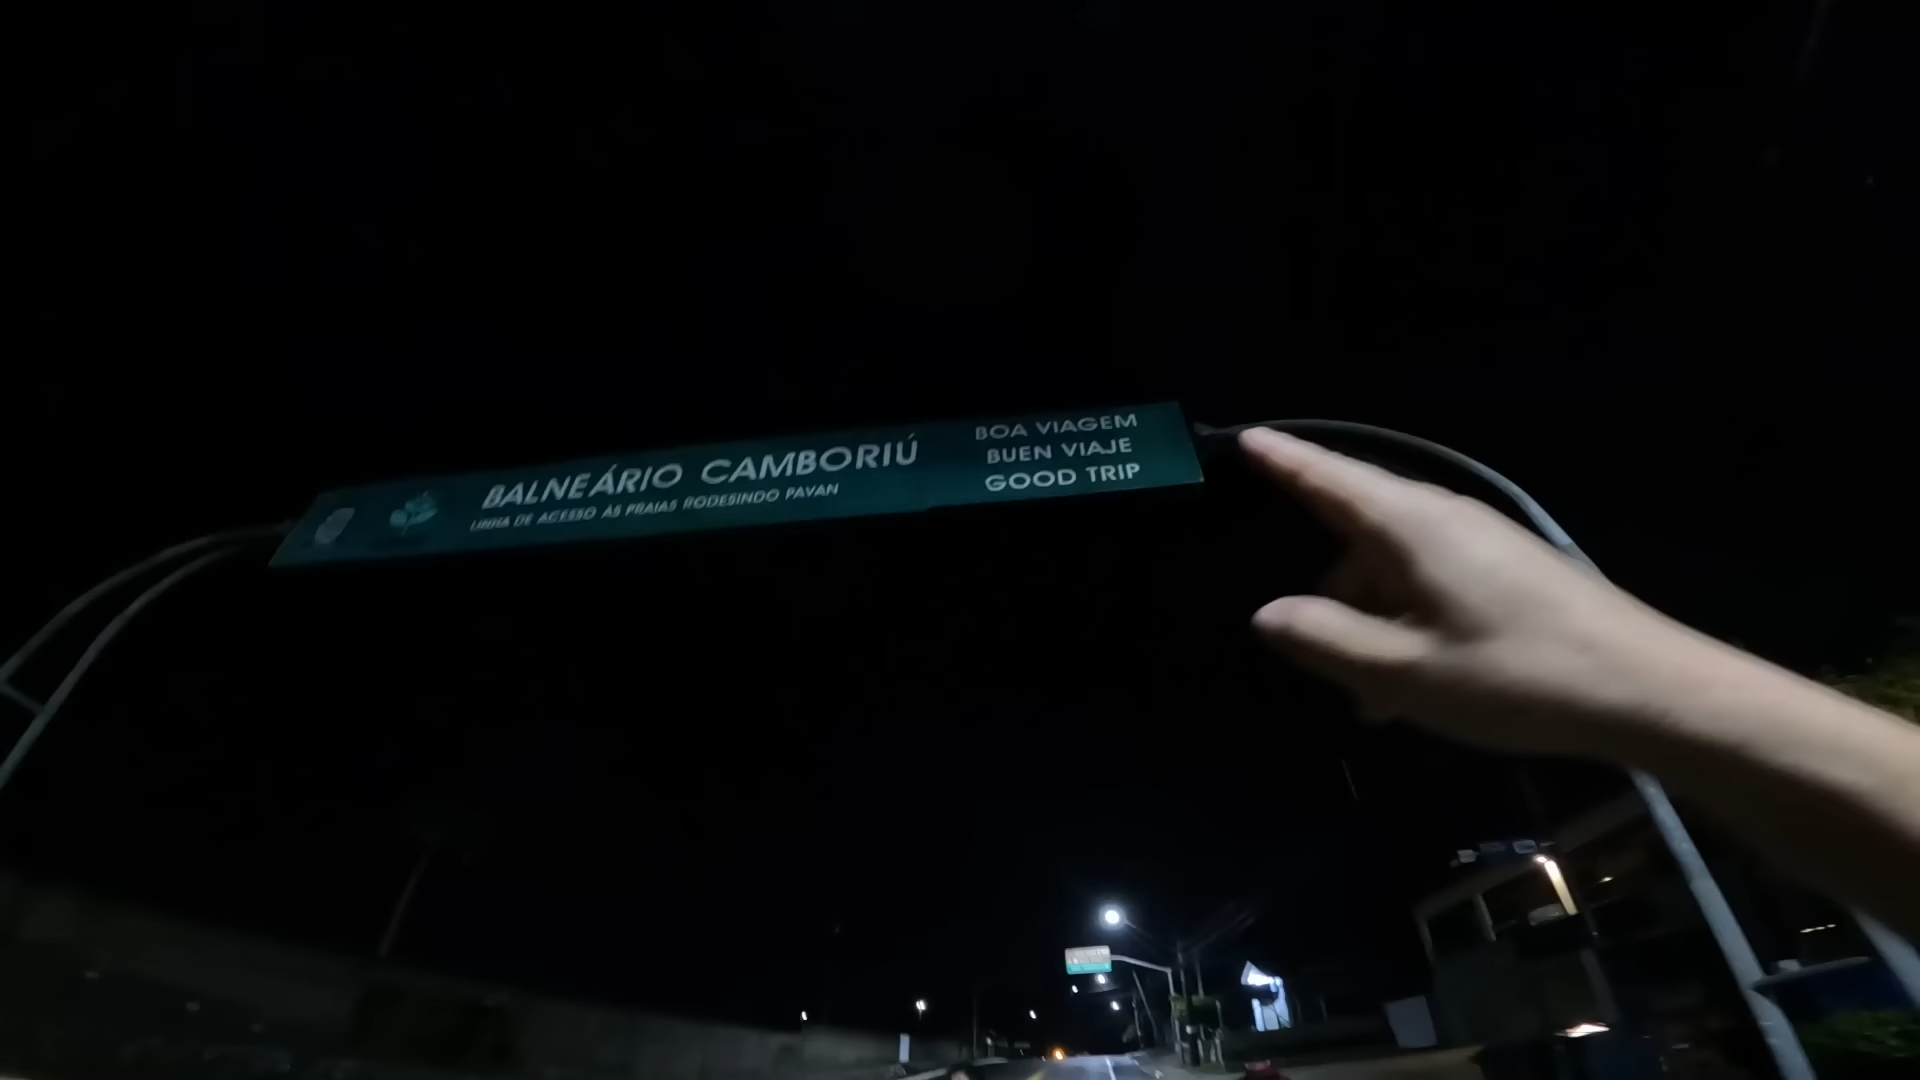 BALNEÁRIO CAMBORIÚ
LINHA DE ACESSO ÀS PRAIAS RODESINDO PAVAN
BOA VIAGEM
BUEN VIAJE
GOOD TRIP